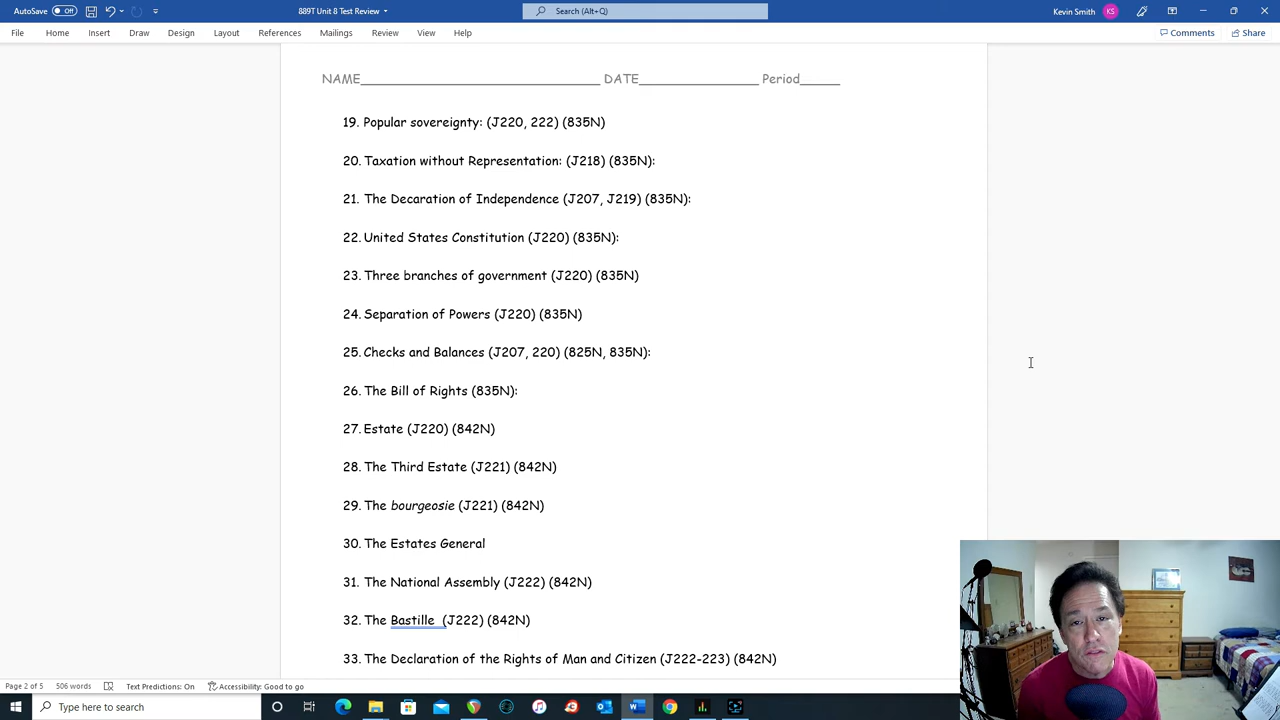 AutoSave Off 889T Unit 8 Test Review Search (Alt+Q) Kevin Smith KS
File Home Insert Draw Design Layout References Mailings Review View Help Comments Share
NAME______________________________ DATE_______________ Period_____
19. Popular sovereignty: (J220, 222) (835N)
20. Taxation without Representation: (J218) (835N):
21. The Decaration of Independence (J207, J219) (835N):
22. United States Constitution (J220) (835N):
23. Three branches of government (J220) (835N)
24. Separation of Powers (J220) (835N)
25. Checks and Balances (J207, 220) (825N, 835N):
26. The Bill of Rights (835N):
27. Estate (J220) (842N)
28. The Third Estate (J221) (842N)
29. The bourgeosie (J221) (842N)
30. The Estates General
31. The National Assembly (J222) (842N)
32. The Bastille (J222) (842N)
33. The Declaration of the Rights of Man and Citizen (J222-223) (842N)
Page 2 of 5 506 words Text Predictions: On Accessibility: Good to go
Type here to search